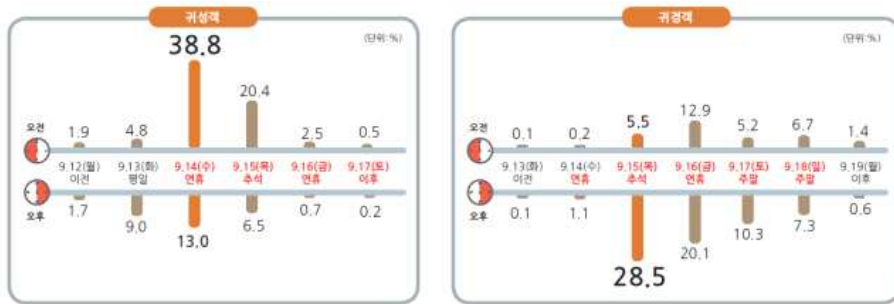 귀성객
(단위:%)
38.8
20.4
오전 1.9 4.8 2.5 0.5
9.12(월) 9.13(화) 9.14(수) 9.15(목) 9.16(금) 9.17(토)
이전 평일 연휴 추석 연휴 이후
오후 1.7 9.0 13.0 6.5 0.7 0.2
귀경객
(단위:%)
오전 0.1 0.2 5.5 12.9 5.2 6.7 1.4
9.13(화) 9.14(수) 9.15(목) 9.16(금) 9.17(토) 9.18(일) 9.19(월)
이전 연휴 추석 연휴 주말 주말 이후
오후 0.1 1.1 28.5 20.1 10.3 7.3 0.6